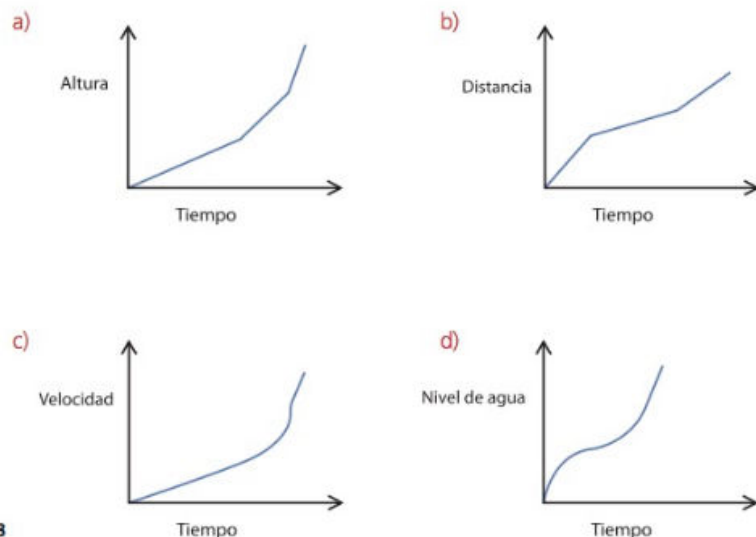 a)
Altura
Tiempo
b)
Distancia
Tiempo
c)
Velocidad
Tiempo
d)
Nivel de agua
Tiempo